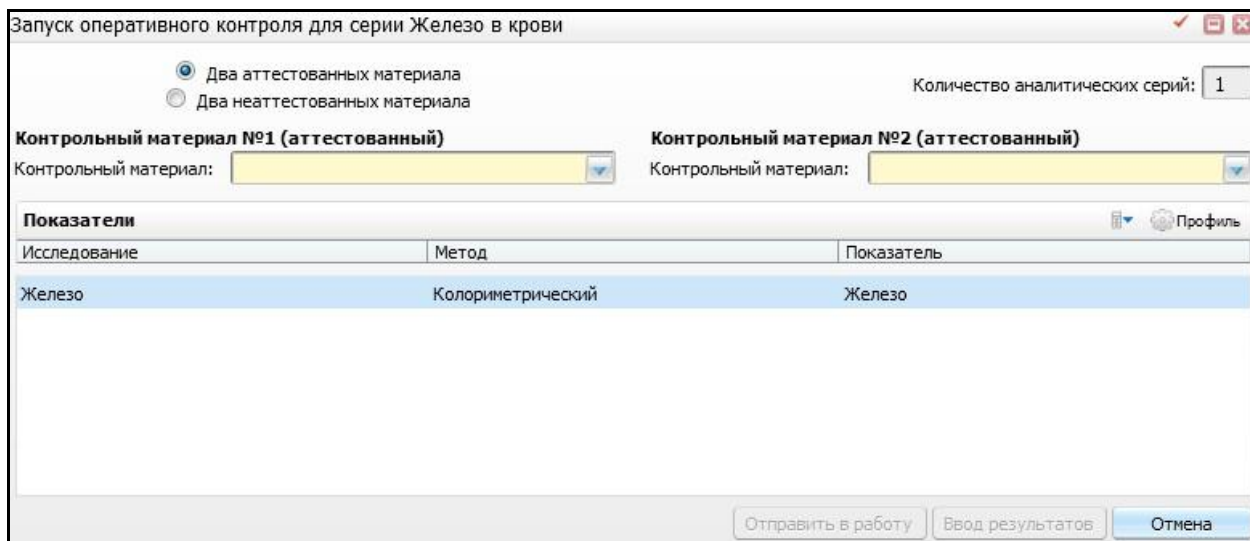 Запуск оперативного контроля для серии Железо в крови
Два аттестованных материала
Два неаттестованных материала
Количество аналитических серий: 1
Контрольный материал №1 (аттестованный)
Контрольный материал №2 (аттестованный)
Контрольный материал:
Контрольный материал:
Показатели
Профиль
Исследование Метод Показатель
Железо Колориметрический Железо
Отправить в работу Ввод результатов Отмена